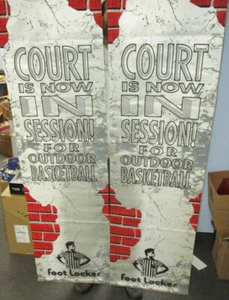 COURT
IS NOW
IN
SESSION!
FOR
OUTDOOR
BASKETBALL
Foot Locker
COURT
IS NOW
IN
SESSION!
FOR
OUTDOOR
BASKETBALL
Foot Locker